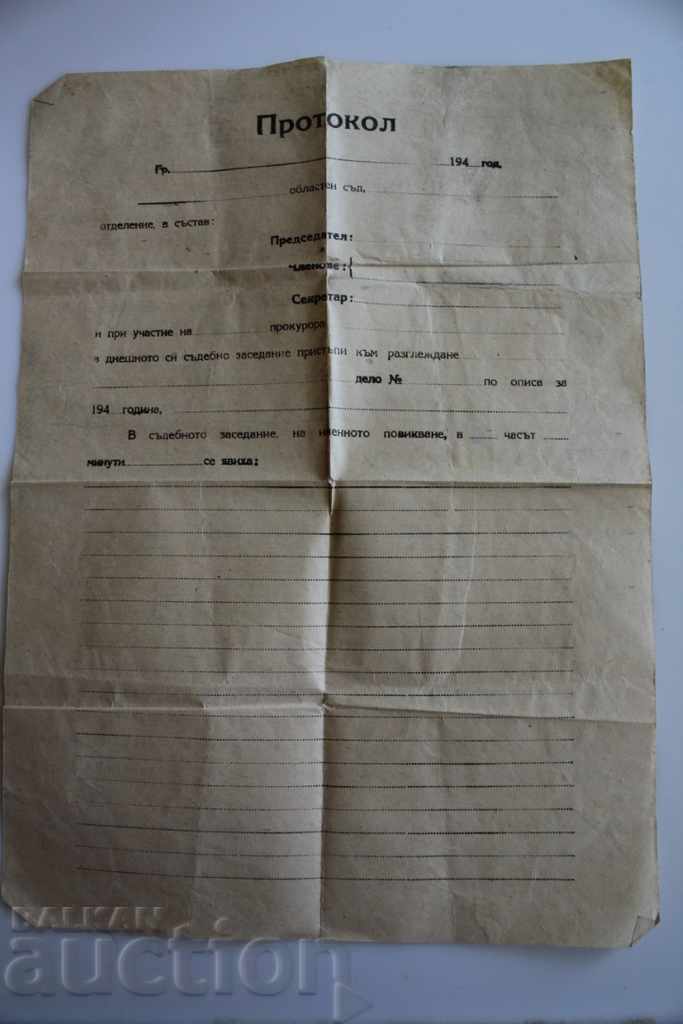 Протокол
Гр. 194 год.
областен съд,
отделение, в състав:
Председател:
Членове:{
Секретар:
и при участие на прокурора
в днешното си съдебно заседание пристъпи към разглеждане
дело № по описа за
194 година,
В съдебното заседание, на именното повикване, в часът
минути се явиха:
BALKAN
auction